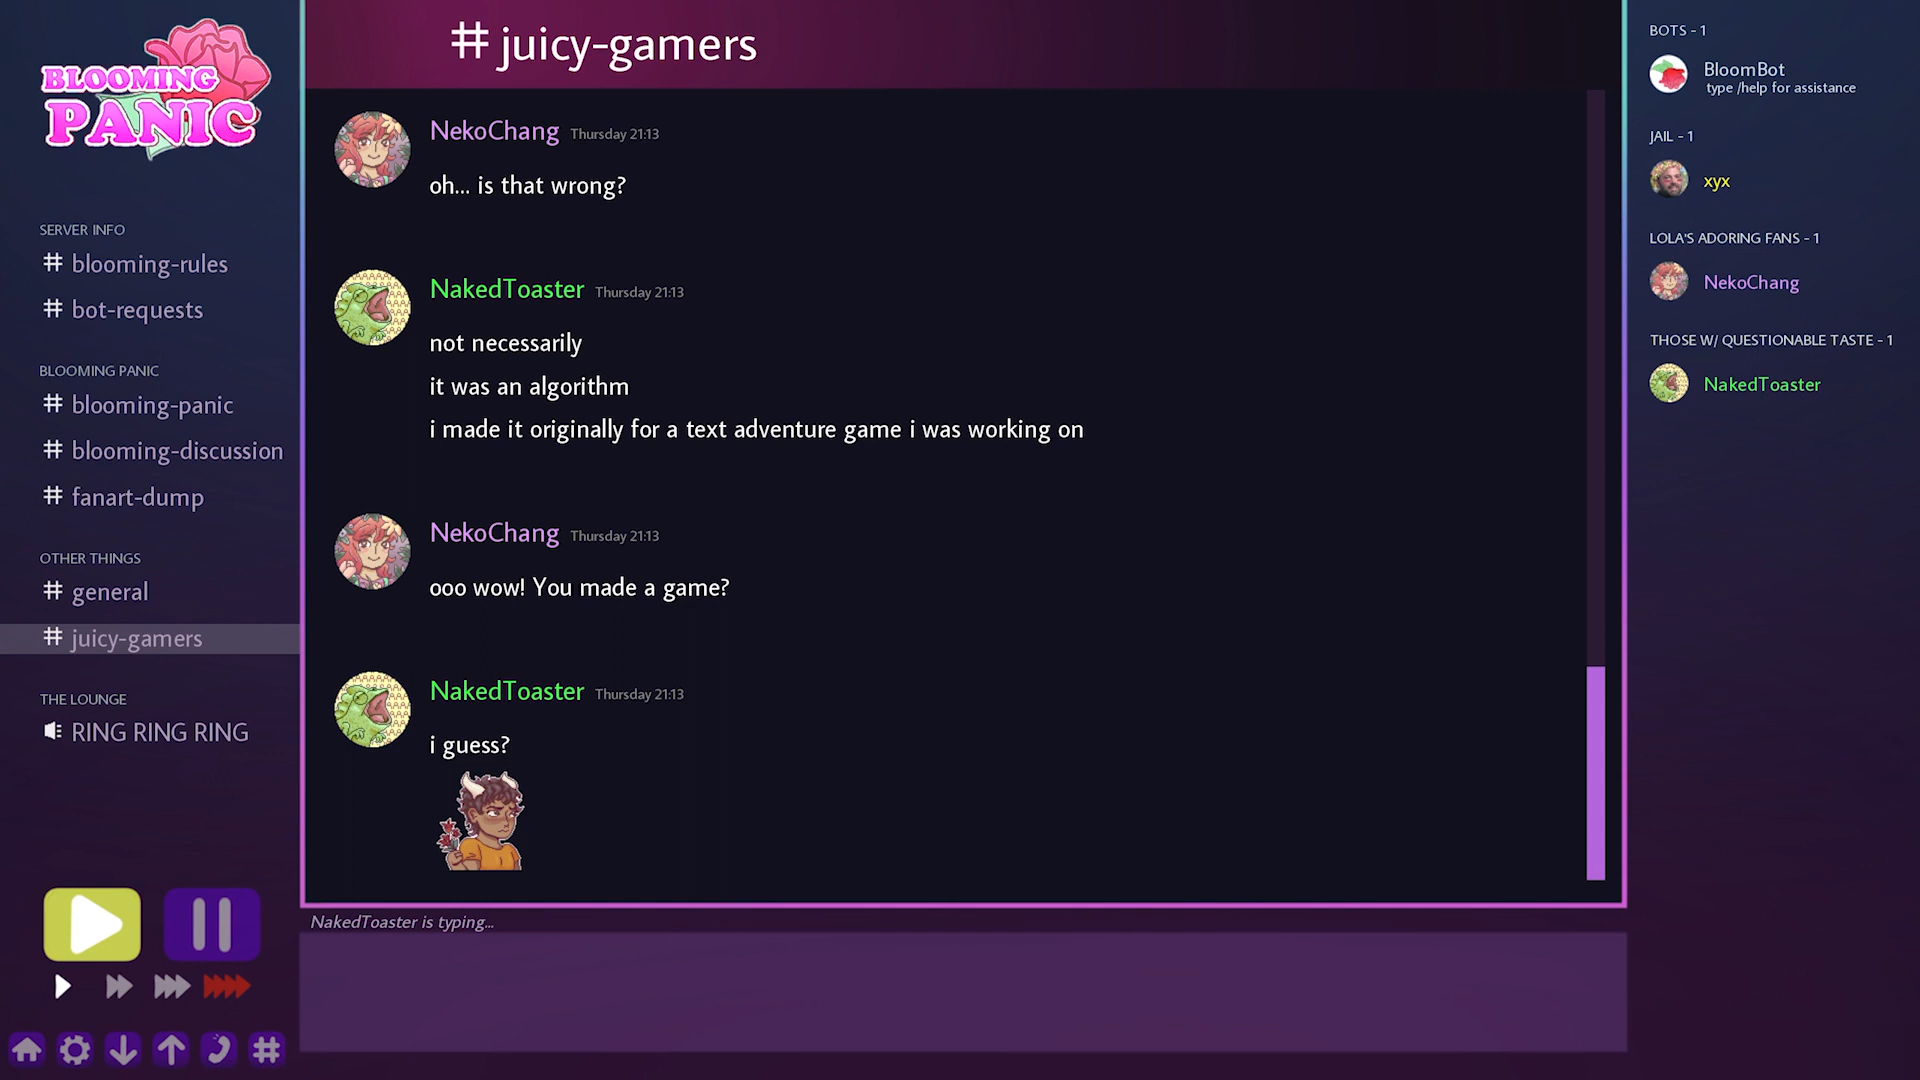 BLOOMING
PANIC
SERVER INFO
# blooming-rules
# bot-requests
BLOOMING PANIC
# blooming-panic
# blooming-discussion
# fanart-dump
OTHER THINGS
# general
# juicy-gamers
THE LOUNGE
RING RING RING
# juicy-gamers
NekoChang Thursday 21:13
oh... is that wrong?
NakedToaster Thursday 21:13
not necessarily
it was an algorithm
i made it originally for a text adventure game i was working on
NekoChang Thursday 21:13
ooo wow! You made a game?
NakedToaster Thursday 21:13
i guess?
NakedToaster is typing...
BOTS - 1
BloomBot
type /help for assistance
JAIL - 1
xyx
LOLA'S ADORING FANS - 1
NekoChang
THOSE W/ QUESTIONABLE TASTE - 1
NakedToaster